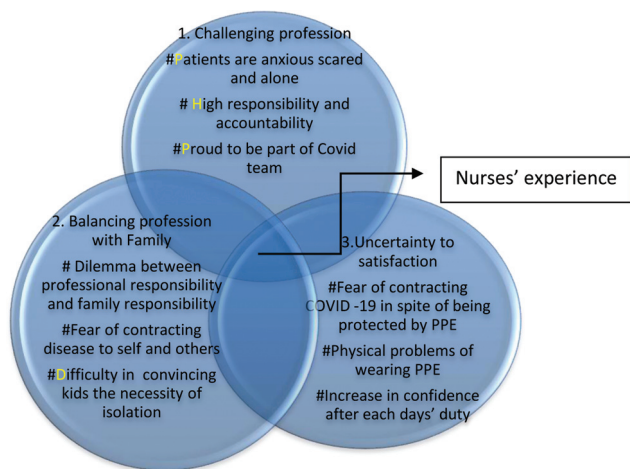 1. Challenging profession
#Patients are anxious scared
and alone
# High responsibility and
accountability
#Proud to be part of Covid
team
Nurses' experience
2. Balancing profession
with Family
# Dilemma between
professional responsibility
and family responsibility
#Fear of contracting
disease to self and others
#Difficulty in convincing
kids the necessity of
isolation
3.Uncertainty to
satisfaction
#Fear of contracting
COVID -19 in spite of being
protected by PPE
#Physical problems of
wearing PPE
#Increase in confidence
after each days' duty